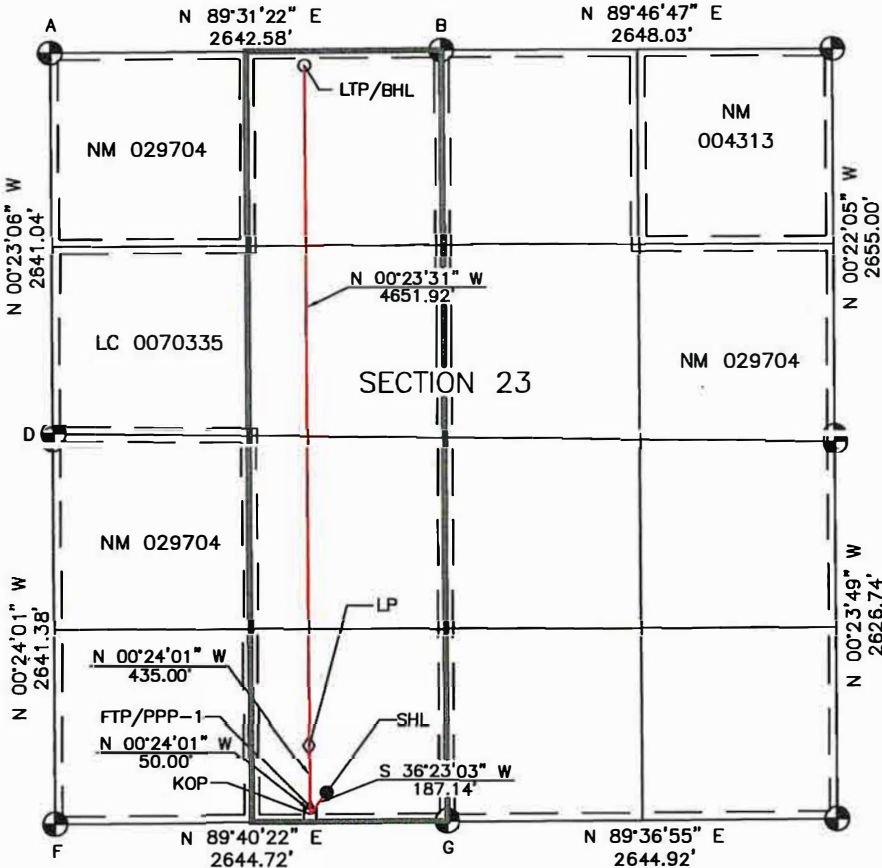 A
N 89°31'22" E
2642.58'
B
N 89°46'47" E
2648.03'
LTP/BHL
NM 029704
NM
004313
N 00°23'06" W
2641.04'
N 00°22'05" W
2655.00'
N 00°23'31" W
4651.92'
LC 0070335
SECTION 23
NM 029704
D
NM 029704
N 00°24'01" W
2641.38'
N 00°23'49" W
2626.74'
LP
N 00°24'01" W
435.00'
FTP/PPP-1
SHL
N 00°24'01" W
50.00'
S 36°23'03" W
187.14'
KOP
F
N 89°40'22" E
2644.72'
G
N 89°36'55" E
2644.92'